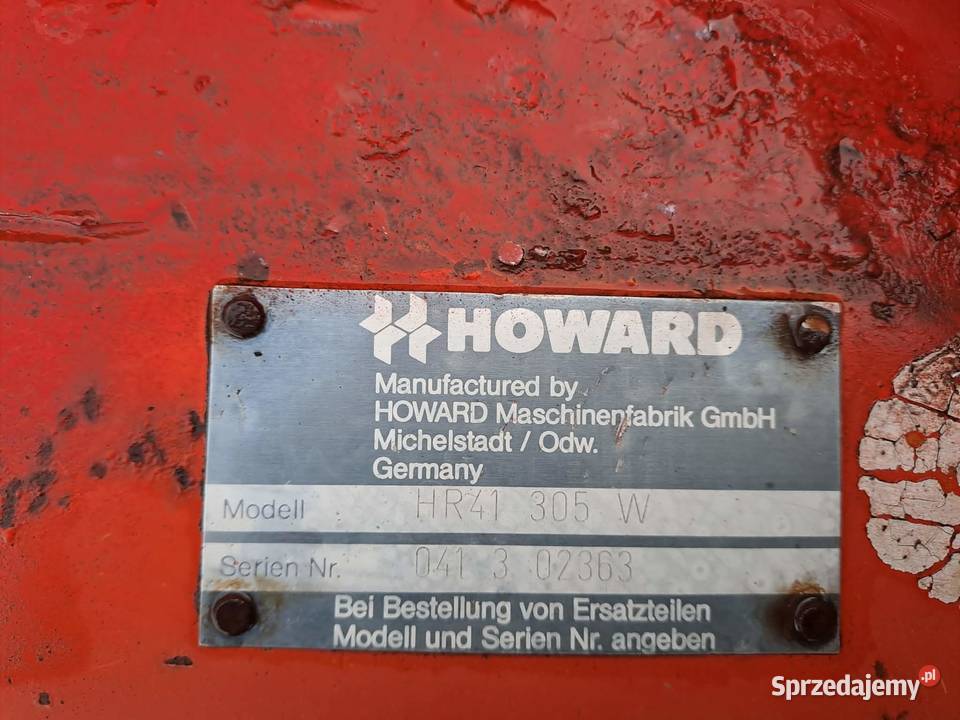 HOWARD
Manufactured by
HOWARD Maschinenfabrik GmbH
Michelstadt / Odw.
Germany
Modell HR41 305 W
Serien Nr. 041 3 02363
Bei Bestellung von Ersatzteilen
Modell und Serien Nr. angeben
Sprzedajemy.pl